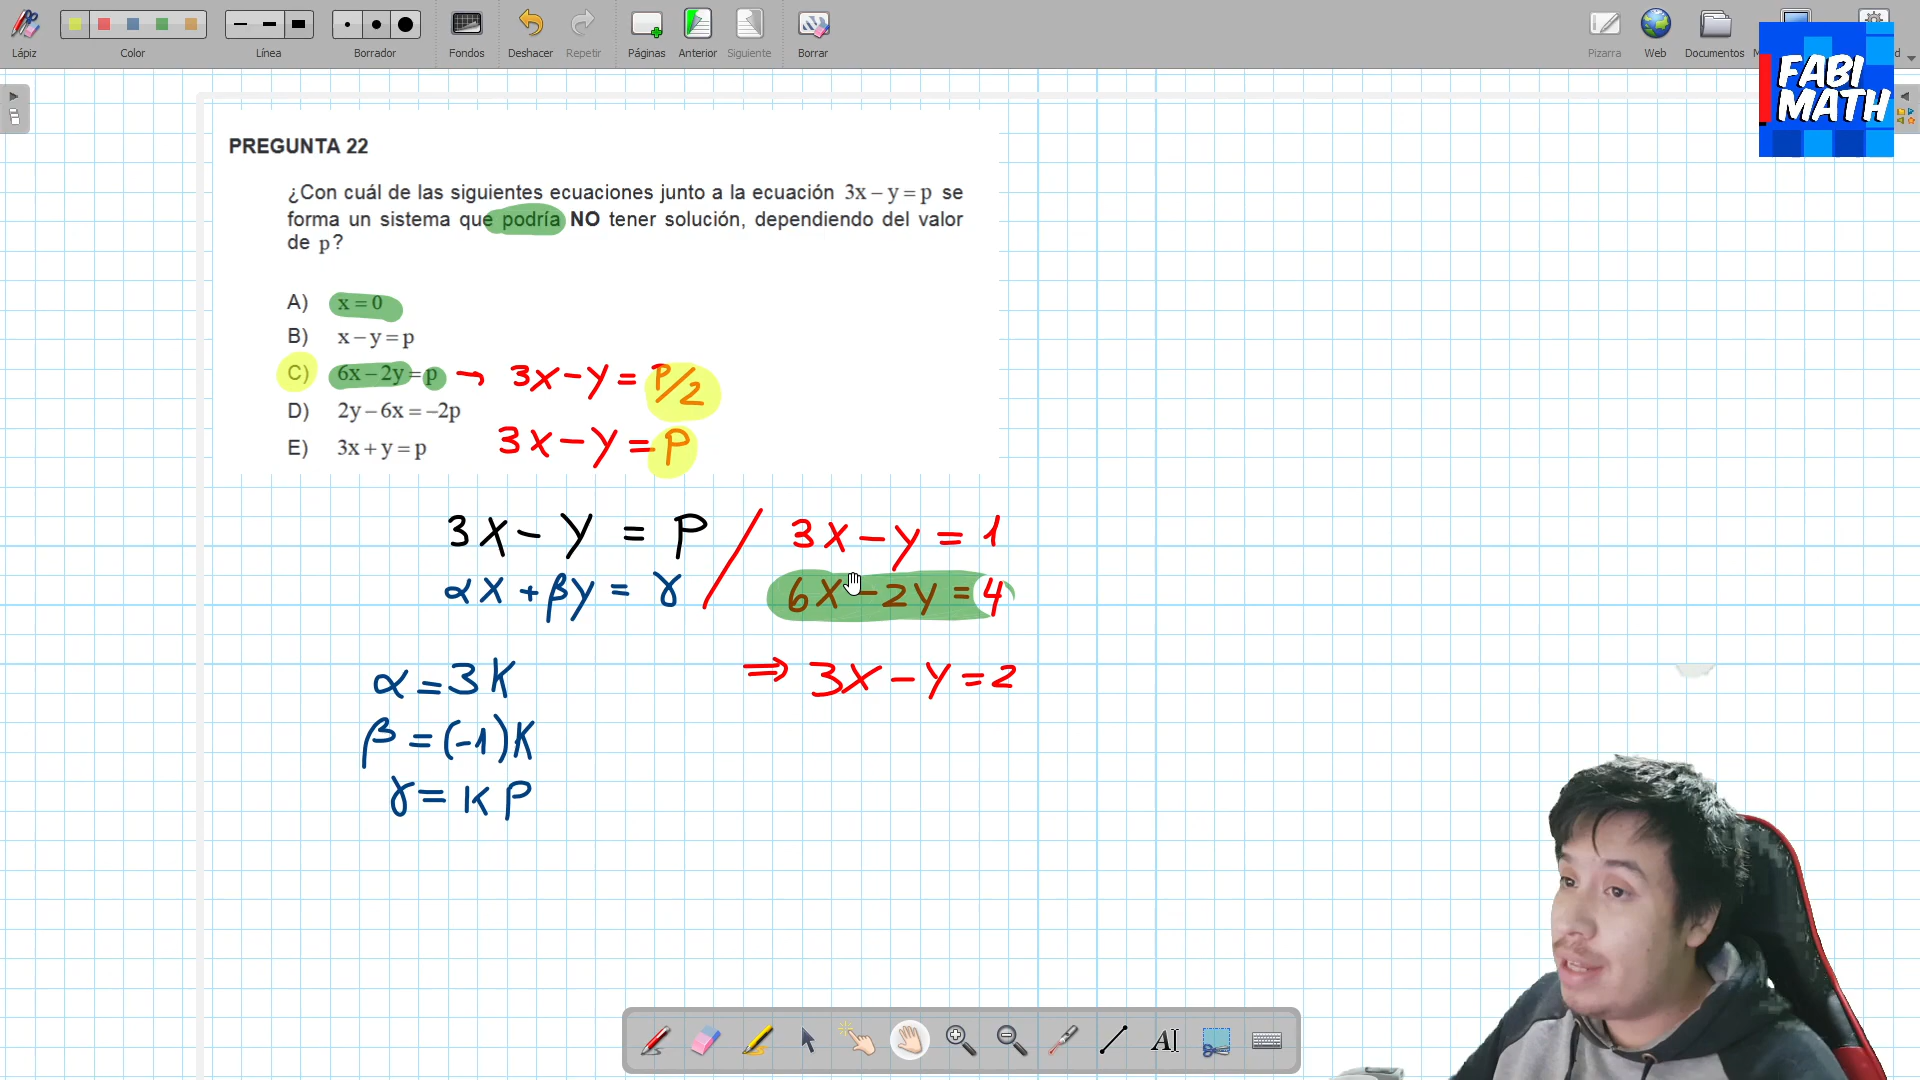 Lápiz Color Línea Borrador Fondos Deshacer Repetir Páginas Anterior Siguiente Borrar Pizarra Web Documentos
FABI
MATH
PREGUNTA 22
¿Con cuál de las siguientes ecuaciones junto a la ecuación 3x – y = p se
forma un sistema que podría NO tener solución, dependiendo del valor
de p?
A) x = 0
B) x – y = p
C) 6x – 2y = p → 3x – y = P/2
D) 2y – 6x = –2p
3x – y = P
E) 3x + y = p
3x – y = P / 3x – y = 1
αx + βy = γ 6x – 2y = 4
α = 3K ⇒ 3x – y = 2
β = (-1)K
γ = K P